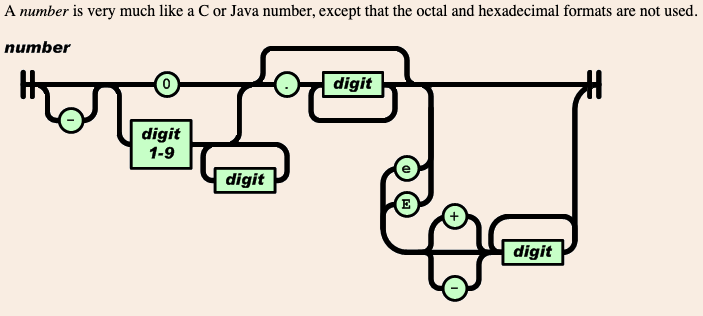 A number is very much like a C or Java number, except that the octal and hexadecimal formats are not used.
number
0
.
digit
-
digit
1-9
digit
e
E
+
digit
-